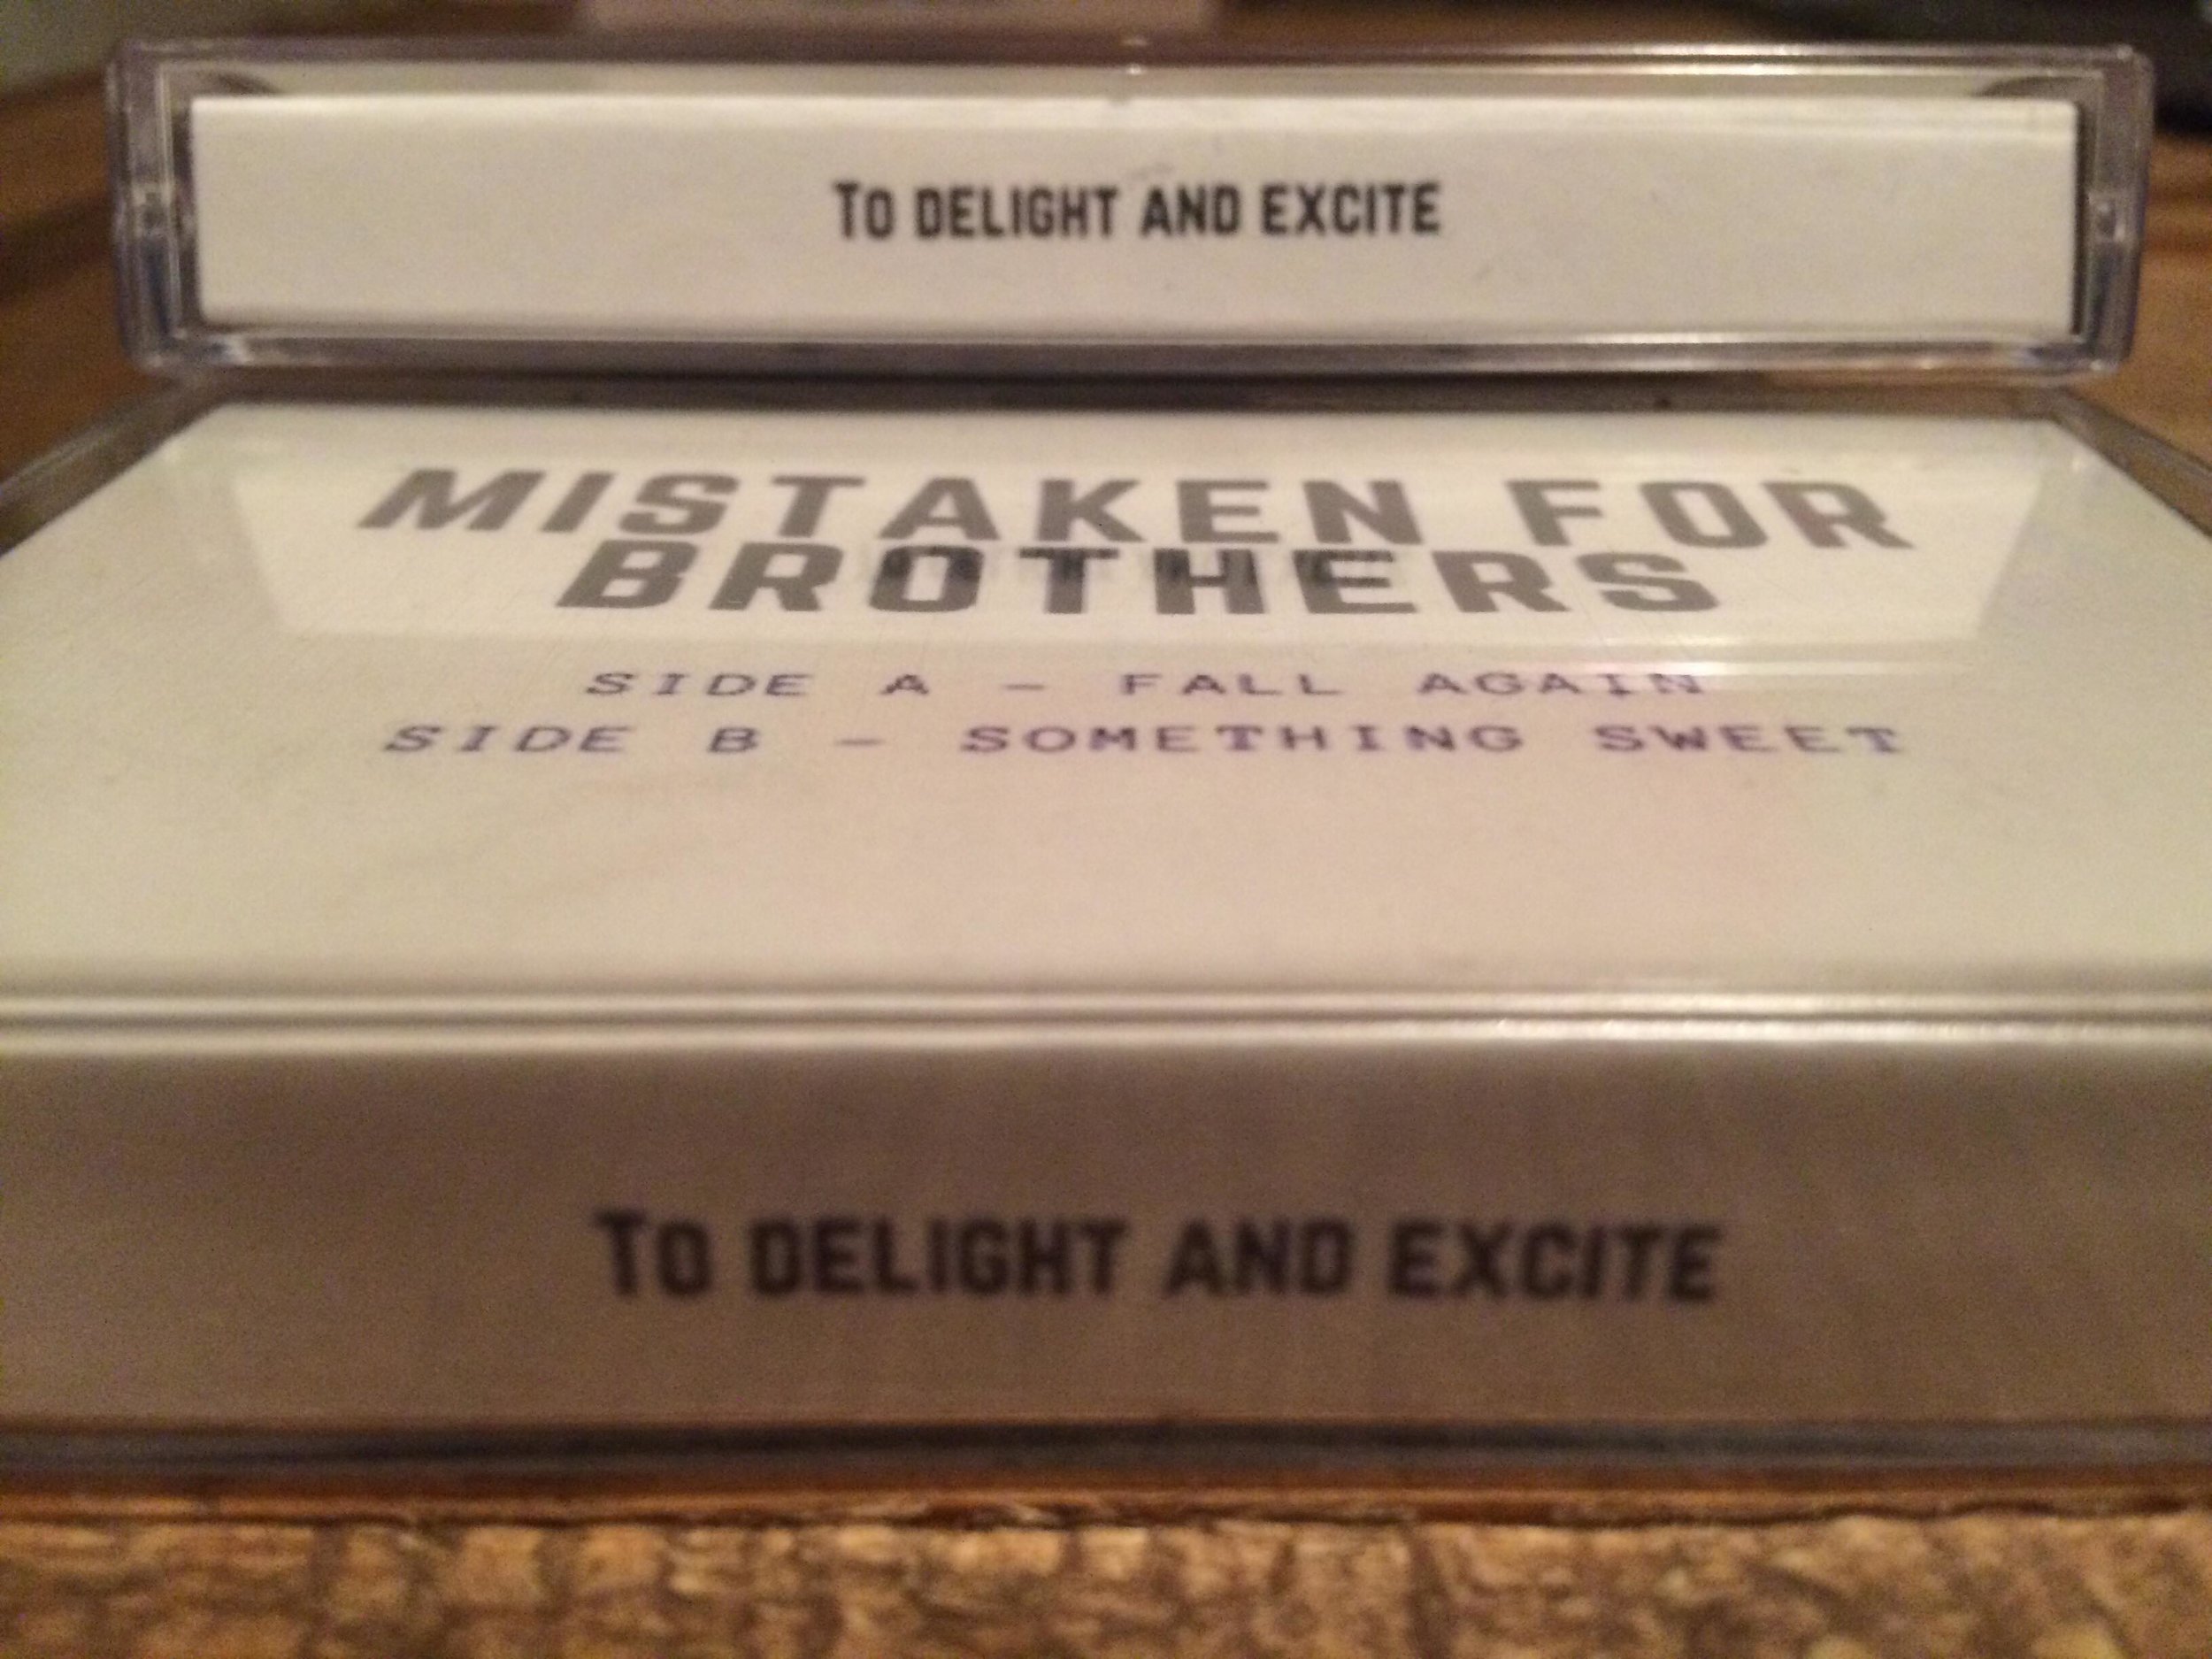 To DELIGHT AND EXCITE
MISTAKEN FOR
BROTHERS
SIDE A - FALL AGAIN
SIDE B - SOMETHING SWEET
To DELIGHT AND EXCITE